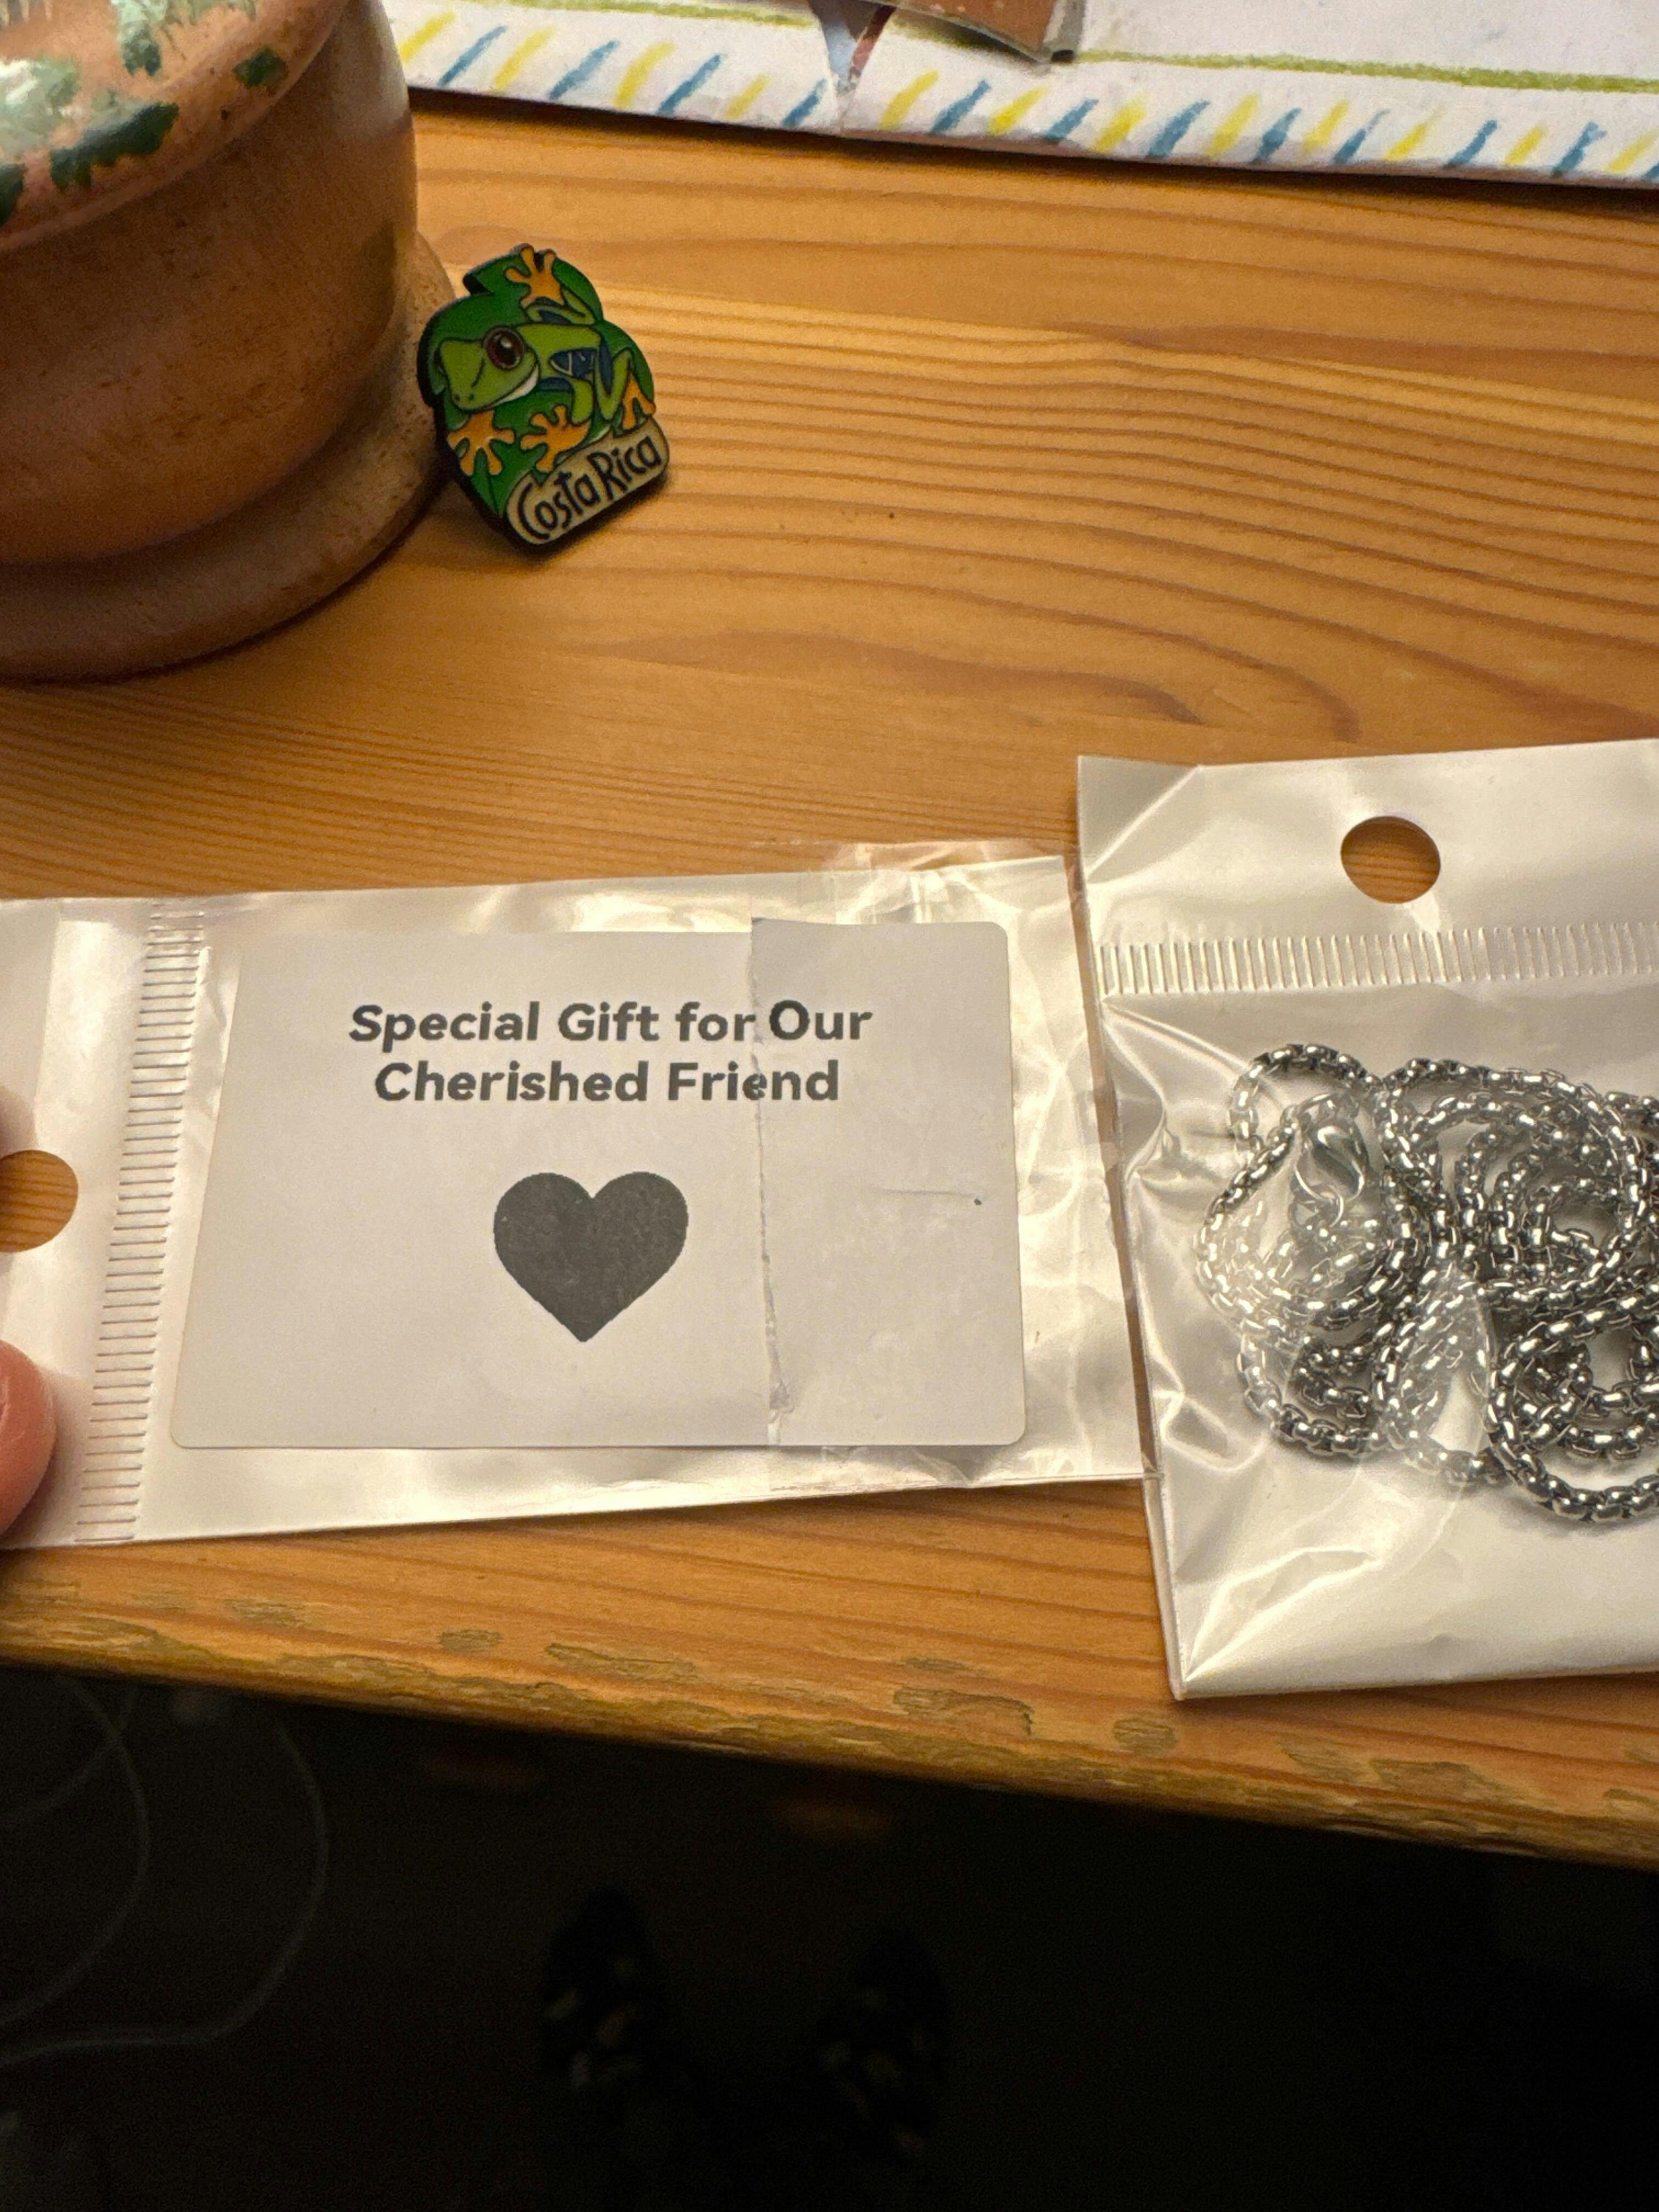 Costa Rica
Special Gift for Our
Cherished Friend